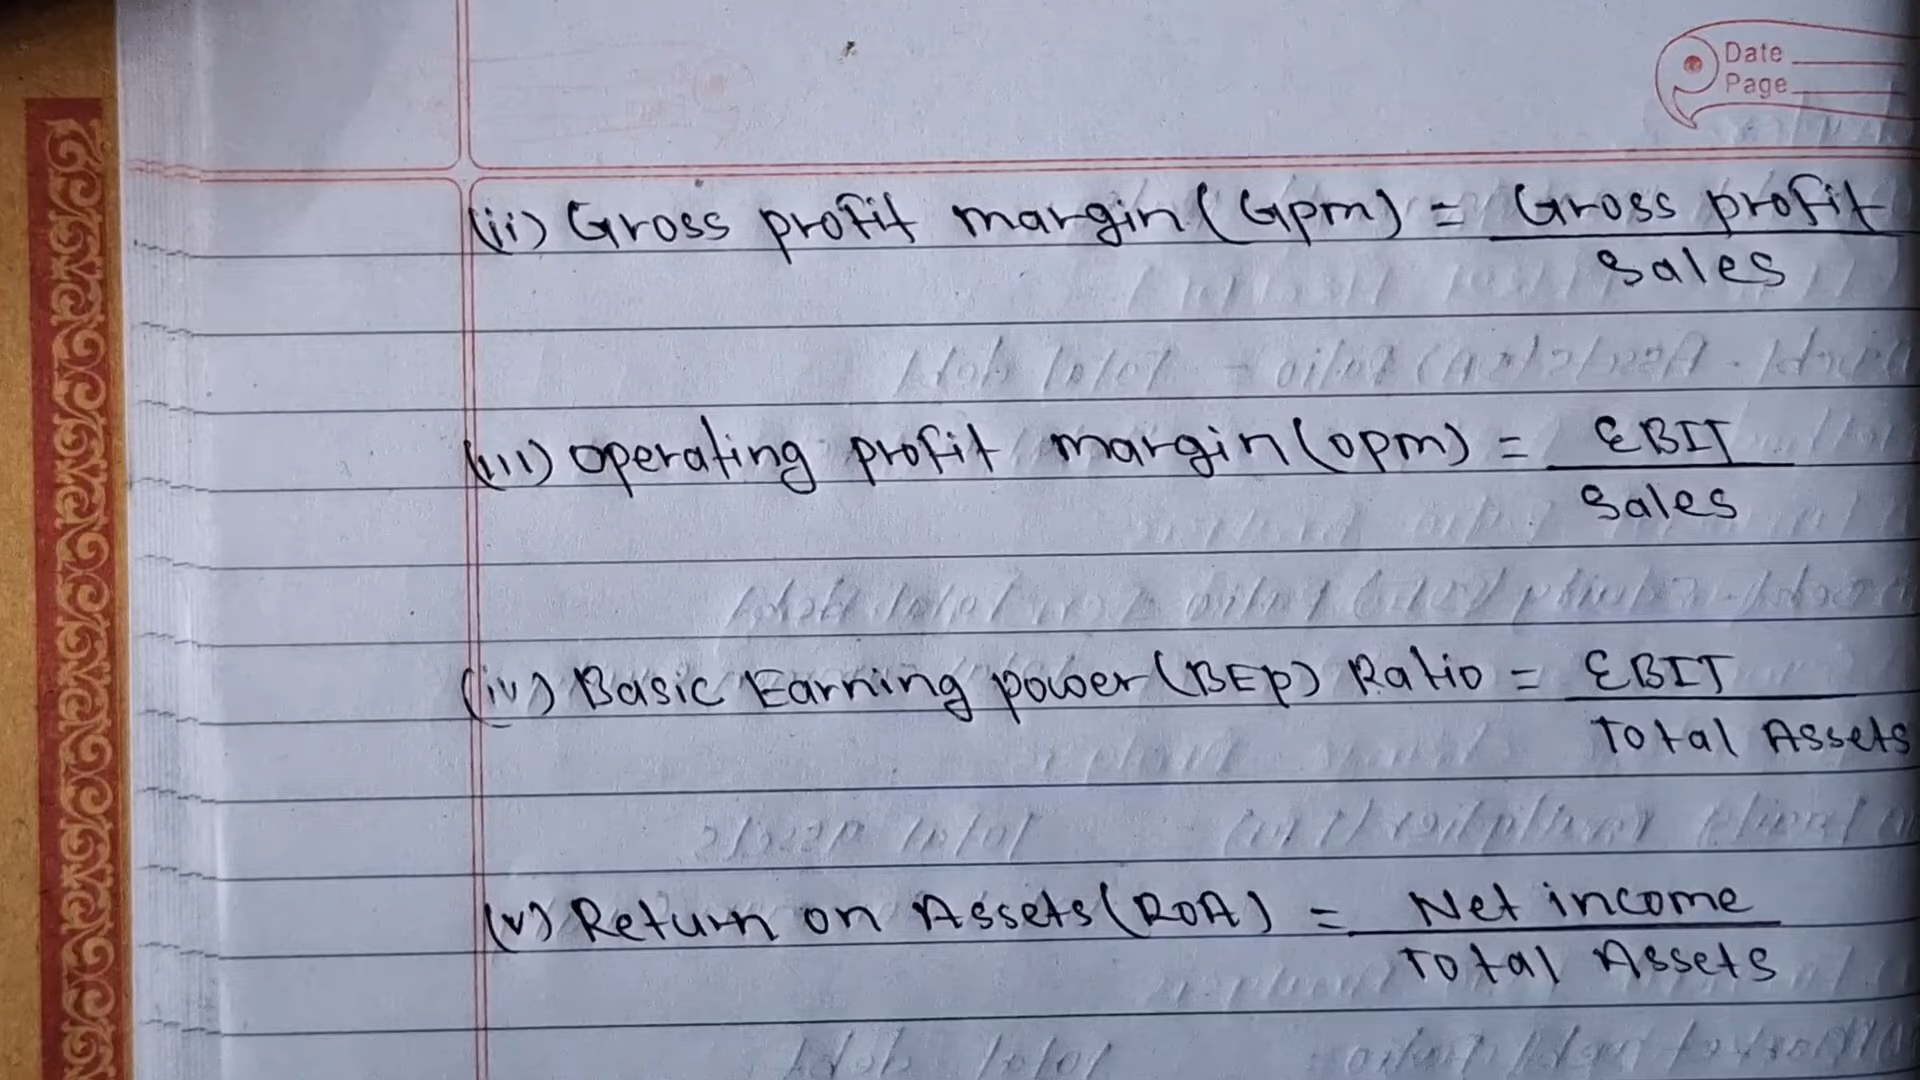 Date
Page
(ii) Gross profit margin (Gpm) = Gross profit
Sales
(iii) operating profit margin (opm) = EBIT
Sales
(iv) Basic Earning power (BEP) Ratio = EBIT
Total Assets
(v) Return on Assets (ROA) = Net income
Total Assets